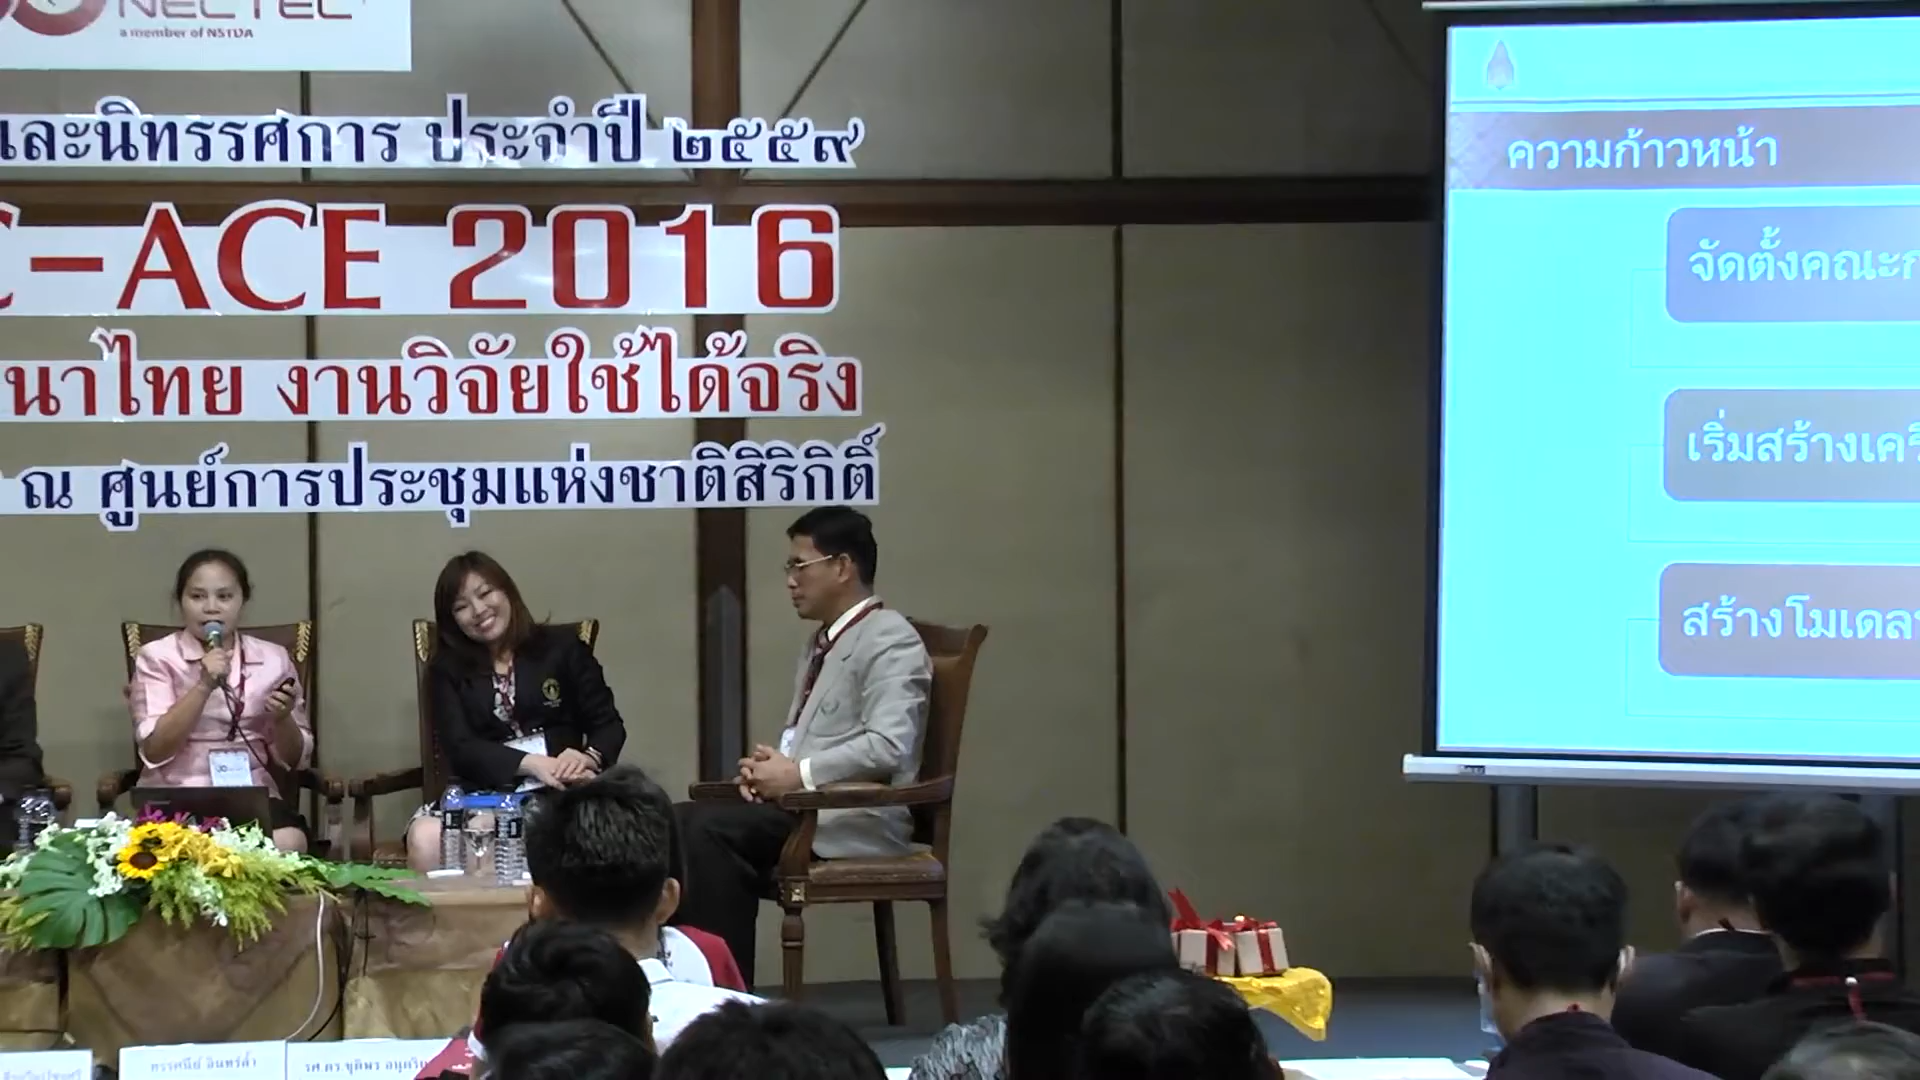 NECTEC
a member of NSTDA
และนิทรรศการ ประจำปี ๒๕๕๙
C-ACE 2016
นาไทย งานวิจัยใช้ได้จริง
ณ ศูนย์การประชุมแห่งชาติสิริกิติ์
ความก้าวหน้า
จัดตั้งคณะก
เริ่มสร้างเครื
สร้างโมเดล